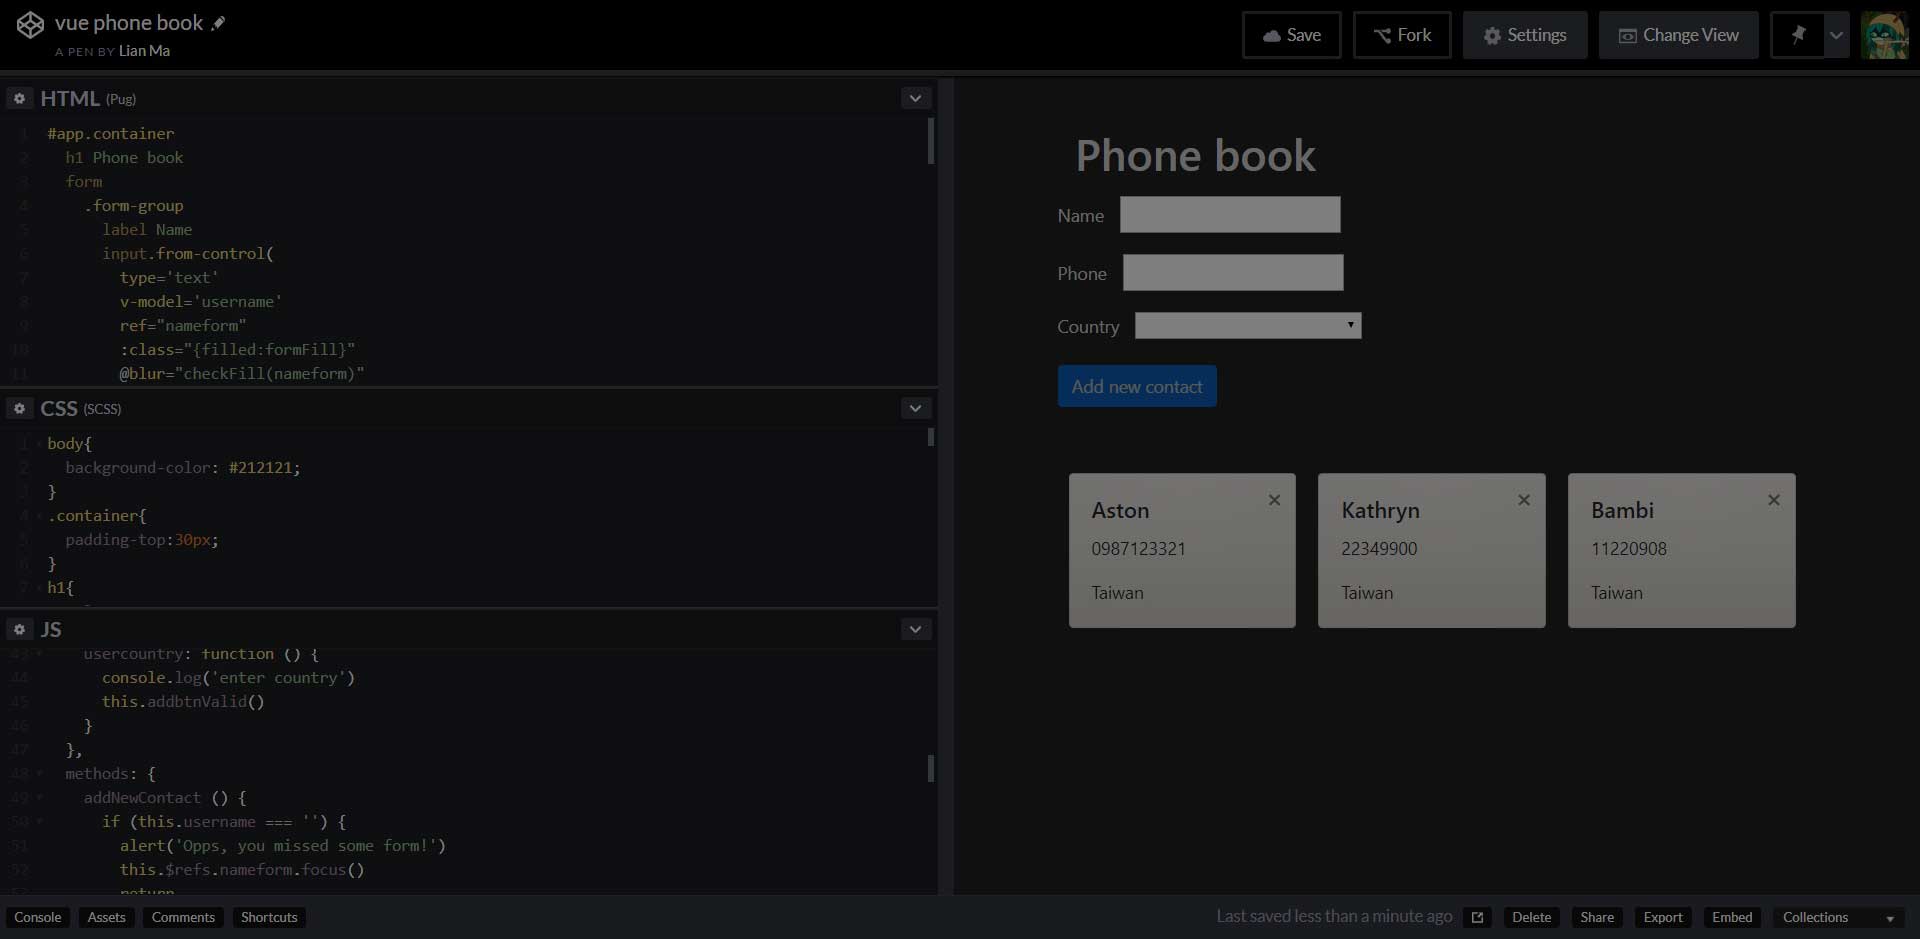 vue phone book
A PEN BY Lian Ma
Save
Fork
Settings
Change View
HTML (Pug)
1 #app.container
2 h1 Phone book
3 form
4 .form-group
5 label Name
6 input.from-control(
7 type='text'
8 v-model='username'
9 ref="nameform"
10 :class="{filled:formFill}"
11 @blur="checkFill(nameform)"
CSS (SCSS)
1 body{
2 background-color: #212121;
3 }
4 .container{
5 padding-top:30px;
6 }
7 h1{
JS
43 usercountry: function () {
44 console.log('enter country')
45 this.addbtnValid()
46 }
47 },
48 methods: {
49 addNewContact () {
50 if (this.username === '') {
51 alert('Opps, you missed some form!')
52 this.$refs.nameform.focus()
53 return
Phone book
Name
Phone
Country
Add new contact
Aston
0987123321
Taiwan
Kathryn
22349900
Taiwan
Bambi
11220908
Taiwan
Console
Assets
Comments
Shortcuts
Last saved less than a minute ago
Delete
Share
Export
Embed
Collections